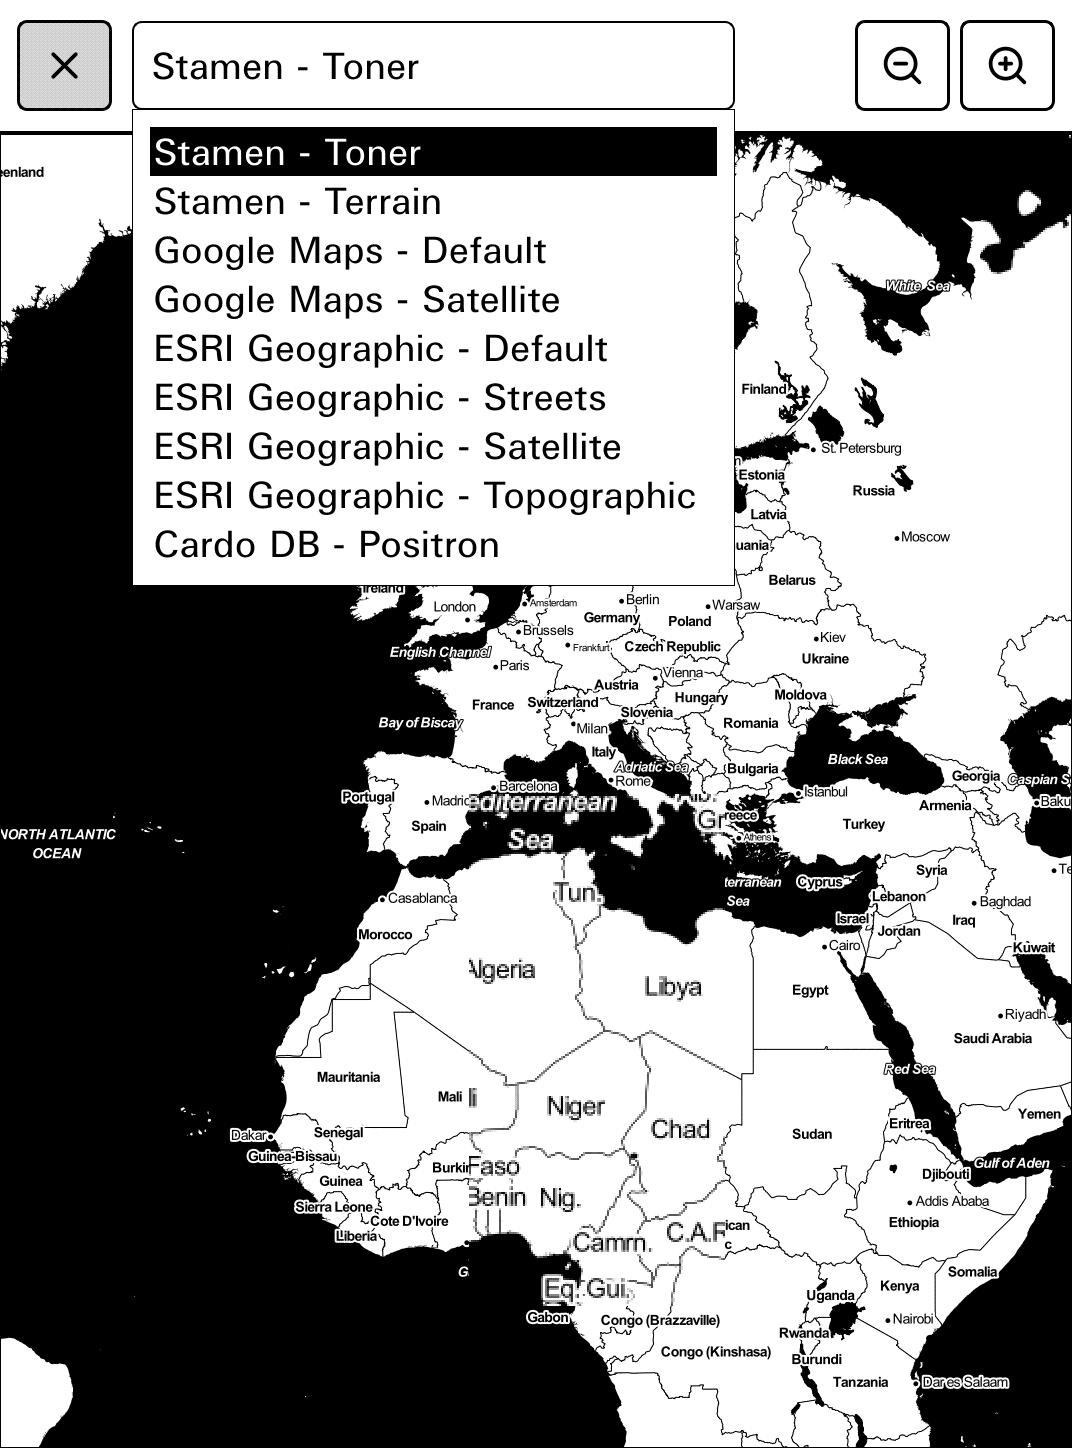 Stamen - Toner
Stamen - Toner
Stamen - Terrain
Google Maps - Default
Google Maps - Satellite
ESRI Geographic - Default
ESRI Geographic - Streets
ESRI Geographic - Satellite
ESRI Geographic - Topographic
Cardo DB - Positron
enland
White Sea
Finland
St. Petersburg
Estonia
Russia
Latvia
Moscow
uania
Belarus
Ireland
London
Amsterdam
Berlin
Warsaw
Germany
Poland
Brussels
Kiev
English Channel
Frankfurt
Czech Republic
Ukraine
Paris
Vienna
Austria
Hungary
Moldova
France
Switzerland
Slovenia
Bay of Biscay
Milan
Romania
Italy
Adriatic Sea
Bulgaria
Black Sea
Georgia
Caspian S
Barcelona
Rome
Istanbul
Portugal
Madrid
editerranean
Sea
Gr
reece
Armenia
Baku
Spain
Athens
Turkey
NORTH ATLANTIC
OCEAN
Syria
Te
terranean
Sea
Cyprus
Tun.
Lebanon
Casablanca
Baghdad
Israel
Iraq
Morocco
Jordan
Cairo
Kuwait
Algeria
Libya
Egypt
Riyadh
Saudi Arabia
Red Sea
Mauritania
Mali
li
Niger
Chad
Yemen
Eritrea
Dakar
Senegal
Sudan
Guinea-Bissau
Burkin
Faso
Djibouti
Gulf of Aden
Guinea
Benin
Nig.
Addis Ababa
Sierra Leone
Cote D'Ivoire
C.A.R
ican
c
Ethiopia
Liberia
Camrn.
G
Somalia
Eq. Gui.
Kenya
Uganda
Gabon
Congo (Brazzaville)
Nairobi
Rwanda
Congo (Kinshasa)
Burundi
Tanzania
Dar es Salaam